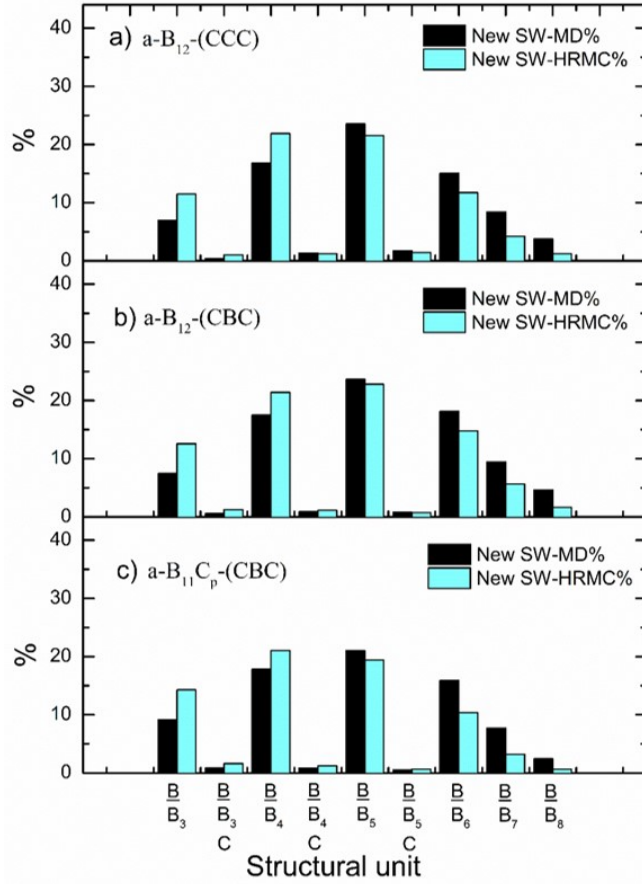 a) a-B₁₂-(CCC)
New SW-MD%
New SW-HRMC%
40
30
20
10
0
%
b) a-B₁₂-(CBC)
New SW-MD%
New SW-HRMC%
40
30
20
10
0
%
c) a-B₁₁Cₚ-(CBC)
New SW-MD%
New SW-HRMC%
40
30
20
10
0
%
B B B B B B B B B
B₃ B₃ B₄ B₄ B₅ B₅ B₆ B₇ B₈
C C C
Structural unit